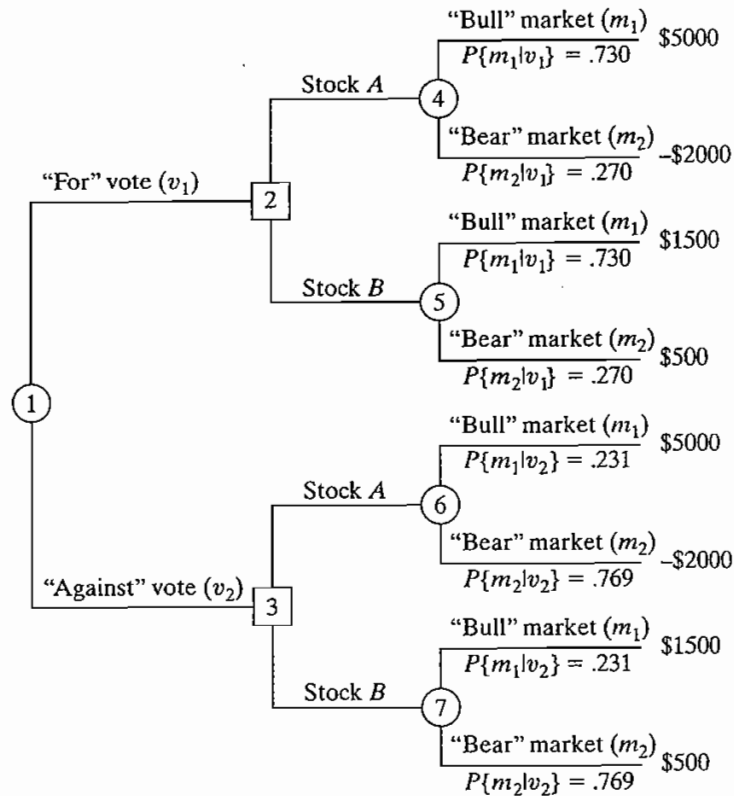 “Bull” market (m₁)
$5000
P{m₁|v₁} = .730
Stock A
4
“Bear” market (m₂)
–$2000
P{m₂|v₁} = .270
“For” vote (v₁)
2
“Bull” market (m₁)
$1500
P{m₁|v₁} = .730
Stock B
5
“Bear” market (m₂)
$500
P{m₂|v₁} = .270
1
“Bull” market (m₁)
$5000
P{m₁|v₂} = .231
Stock A
6
“Bear” market (m₂)
–$2000
P{m₂|v₂} = .769
“Against” vote (v₂)
3
“Bull” market (m₁)
$1500
P{m₁|v₂} = .231
Stock B
7
“Bear” market (m₂)
$500
P{m₂|v₂} = .769